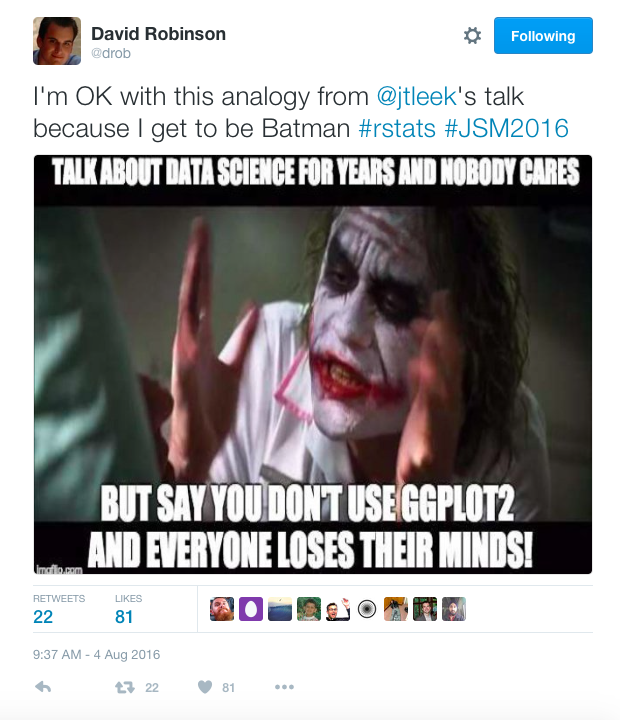 David Robinson
@drob
Following
I'm OK with this analogy from @jtleek's talk
because I get to be Batman #rstats #JSM2016
TALK ABOUT DATA SCIENCE FOR YEARS AND NOBODY CARES
BUT SAY YOU DON'T USE GGPLOT2
AND EVERYONE LOSES THEIR MINDS!
imgflip.com
RETWEETS
LIKES
22
81
9:37 AM - 4 Aug 2016
22
81